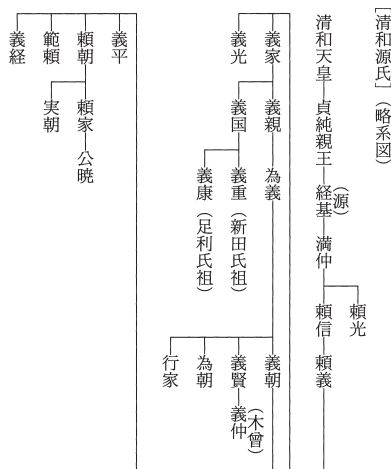 [清和源氏](略系図)
清和天皇
貞純親王
(源)
経基
満仲
頼光
頼信
頼義
義家
義光
義親
義国
為義
義重(新田氏祖)
義康(足利氏祖)
義朝
義賢
為朝
行家
(木曾)
義仲
義平
頼朝
範頼
義経
頼家
実朝
公暁